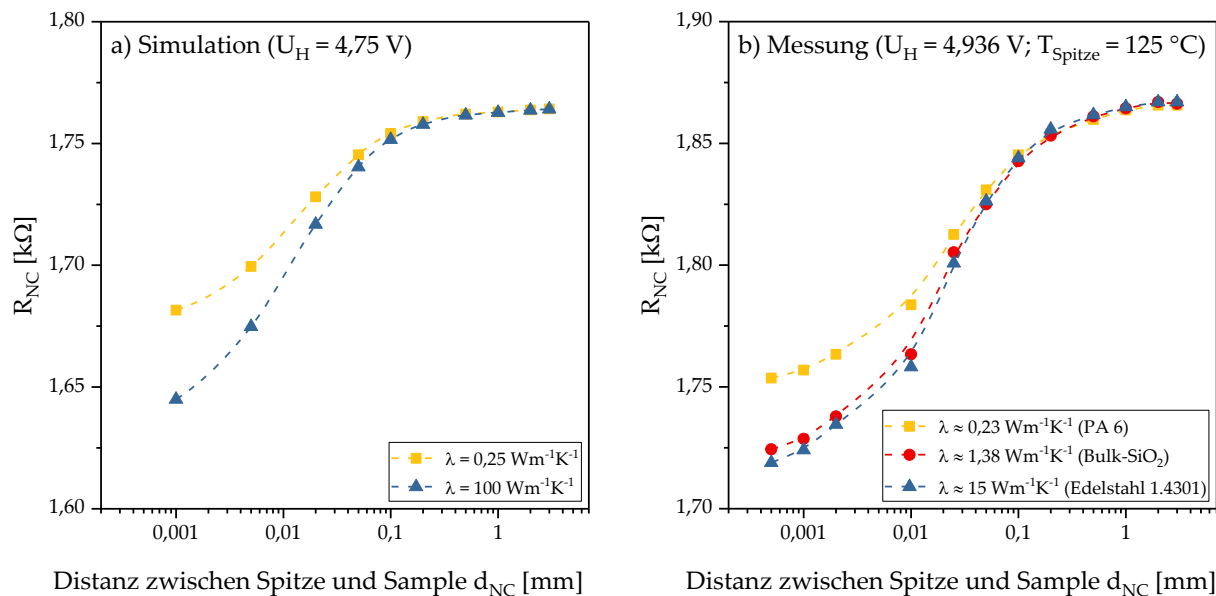 a) Simulation (U_H = 4,75 V)
R_NC [kΩ]
1,80
1,75
1,70
1,65
1,60
0,001
0,01
0,1
1
λ = 0,25 Wm⁻¹K⁻¹
λ = 100 Wm⁻¹K⁻¹
Distanz zwischen Spitze und Sample d_NC [mm]
b) Messung (U_H = 4,936 V; T_Spitze = 125 °C)
R_NC [kΩ]
1,90
1,85
1,80
1,75
1,70
0,001
0,01
0,1
1
λ ≈ 0,23 Wm⁻¹K⁻¹ (PA 6)
λ ≈ 1,38 Wm⁻¹K⁻¹ (Bulk-SiO₂)
λ ≈ 15 Wm⁻¹K⁻¹ (Edelstahl 1.4301)
Distanz zwischen Spitze und Sample d_NC [mm]